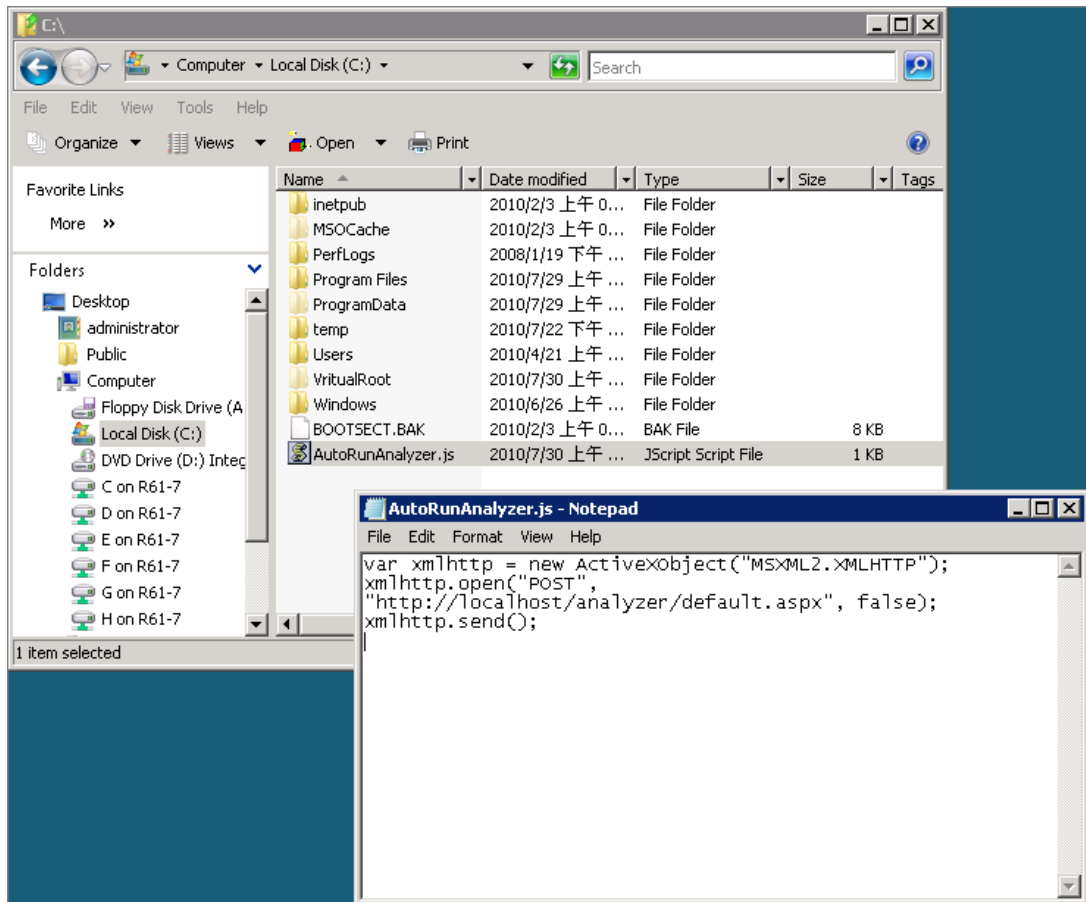 C:\
Computer Local Disk (C:) Search
File Edit View Tools Help
Organize Views Open Print
Favorite Links
More >>
Folders
Desktop
administrator
Public
Computer
Floppy Disk Drive (A
Local Disk (C:)
DVD Drive (D:) Integ
C on R61-7
D on R61-7
E on R61-7
F on R61-7
G on R61-7
H on R61-7
Name Date modified Type Size Tags
inetpub 2010/2/3 上午 0... File Folder
MSOCache 2010/2/3 上午 0... File Folder
PerfLogs 2008/1/19 下午 ... File Folder
Program Files 2010/7/29 上午 ... File Folder
ProgramData 2010/7/29 上午 ... File Folder
temp 2010/7/22 下午 ... File Folder
Users 2010/4/21 上午 ... File Folder
VritualRoot 2010/7/30 上午 ... File Folder
Windows 2010/6/26 上午 ... File Folder
BOOTSECT.BAK 2010/2/3 上午 0... BAK File 8 KB
AutoRunAnalyzer.js 2010/7/30 上午 ... JScript Script File 1 KB
1 item selected
AutoRunAnalyzer.js - Notepad
File Edit Format View Help
var xmlhttp = new ActiveXObject("MSXML2.XMLHTTP");
xmlhttp.open("POST",
"http://localhost/analyzer/default.aspx", false);
xmlhttp.send();